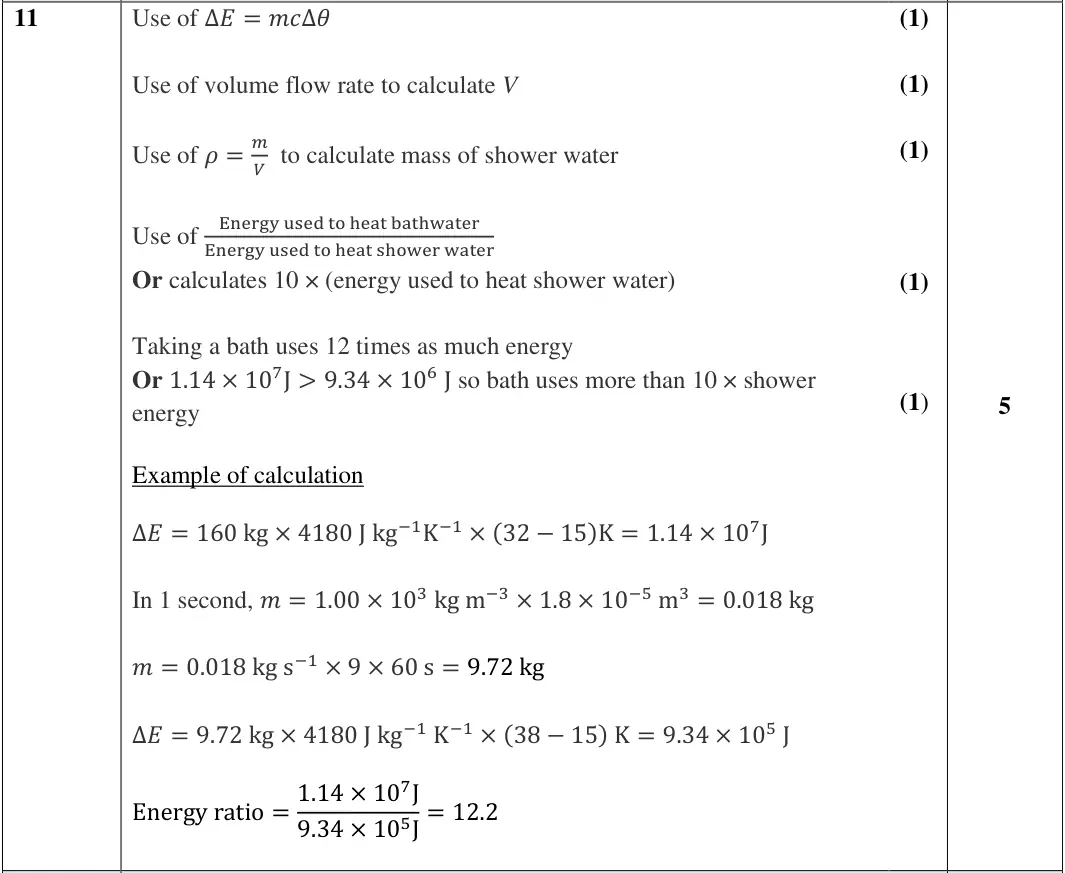 11 Use of Δ𝐸 = 𝑚𝑐Δ𝜃 (1)
Use of volume flow rate to calculate V (1)
Use of 𝜌 = 𝑚/𝑉 to calculate mass of shower water (1)
Use of Energy used to heat bathwater/Energy used to heat shower water
Or calculates 10 × (energy used to heat shower water) (1)
Taking a bath uses 12 times as much energy
Or 1.14 × 10⁷J > 9.34 × 10⁶ J so bath uses more than 10 × shower
energy (1) 5
Example of calculation
Δ𝐸 = 160 kg × 4180 J kg⁻¹K⁻¹ × (32 − 15)K = 1.14 × 10⁷J
In 1 second, 𝑚 = 1.00 × 10³ kg m⁻³ × 1.8 × 10⁻⁵ m³ = 0.018 kg
𝑚 = 0.018 kg s⁻¹ × 9 × 60 s = 9.72 kg
Δ𝐸 = 9.72 kg × 4180 J kg⁻¹ K⁻¹ × (38 − 15) K = 9.34 × 10⁵ J
Energy ratio = 1.14 × 10⁷J/9.34 × 10⁵J = 12.2